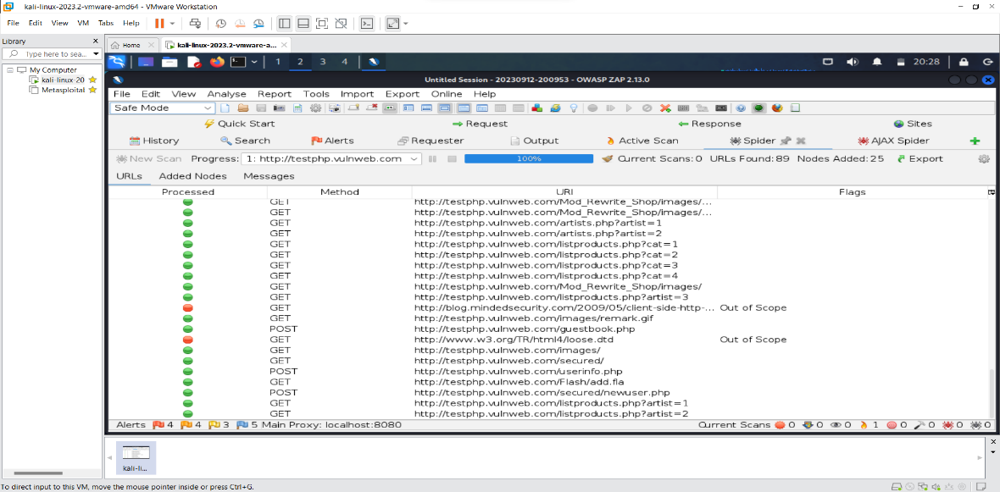 kali-linux-2023.2-vmware-amd64 - VMware Workstation
File Edit View VM Tabs Help
Library
Type here to sea...
My Computer
kali-linux-20
Metasploitat
Home
kali-linux-2023.2-vmware-a...
1 2 3 4
20:28
Untitled Session - 20230912-200953 - OWASP ZAP 2.13.0
File Edit View Analyse Report Tools Import Export Online Help
Safe Mode
Quick Start Request Response Sites
History Search Alerts Requester Output Active Scan Spider AJAX Spider
New Scan Progress: 1: http://testphp.vulnweb.com 100% Current Scans: 0 URLs Found: 89 Nodes Added: 25 Export
URLs Added Nodes Messages
Processed Method URI Flags
GET http://testphp.vulnweb.com/Mod_Rewrite_Shop/images/...
GET http://testphp.vulnweb.com/Mod_Rewrite_Shop/images/...
GET http://testphp.vulnweb.com/artists.php?artist=1
GET http://testphp.vulnweb.com/artists.php?artist=2
GET http://testphp.vulnweb.com/listproducts.php?cat=1
GET http://testphp.vulnweb.com/listproducts.php?cat=2
GET http://testphp.vulnweb.com/listproducts.php?cat=3
GET http://testphp.vulnweb.com/listproducts.php?cat=4
GET http://testphp.vulnweb.com/Mod_Rewrite_Shop/images/
GET http://testphp.vulnweb.com/listproducts.php?artist=3
GET http://blog.mindedsecurity.com/2009/05/client-side-http-... Out of Scope
GET http://testphp.vulnweb.com/images/remark.gif
POST http://testphp.vulnweb.com/guestbook.php
GET http://www.w3.org/TR/html4/loose.dtd Out of Scope
GET http://testphp.vulnweb.com/images/
GET http://testphp.vulnweb.com/secured/
POST http://testphp.vulnweb.com/userinfo.php
GET http://testphp.vulnweb.com/Flash/add.fla
POST http://testphp.vulnweb.com/secured/newuser.php
GET http://testphp.vulnweb.com/listproducts.php?artist=1
GET http://testphp.vulnweb.com/listproducts.php?artist=2
Alerts 4 4 3 5 Main Proxy: localhost:8080 Current Scans 0 0 0 1 0 0 0 0
kali-li...
To direct input to this VM, move the mouse pointer inside or press Ctrl+G.